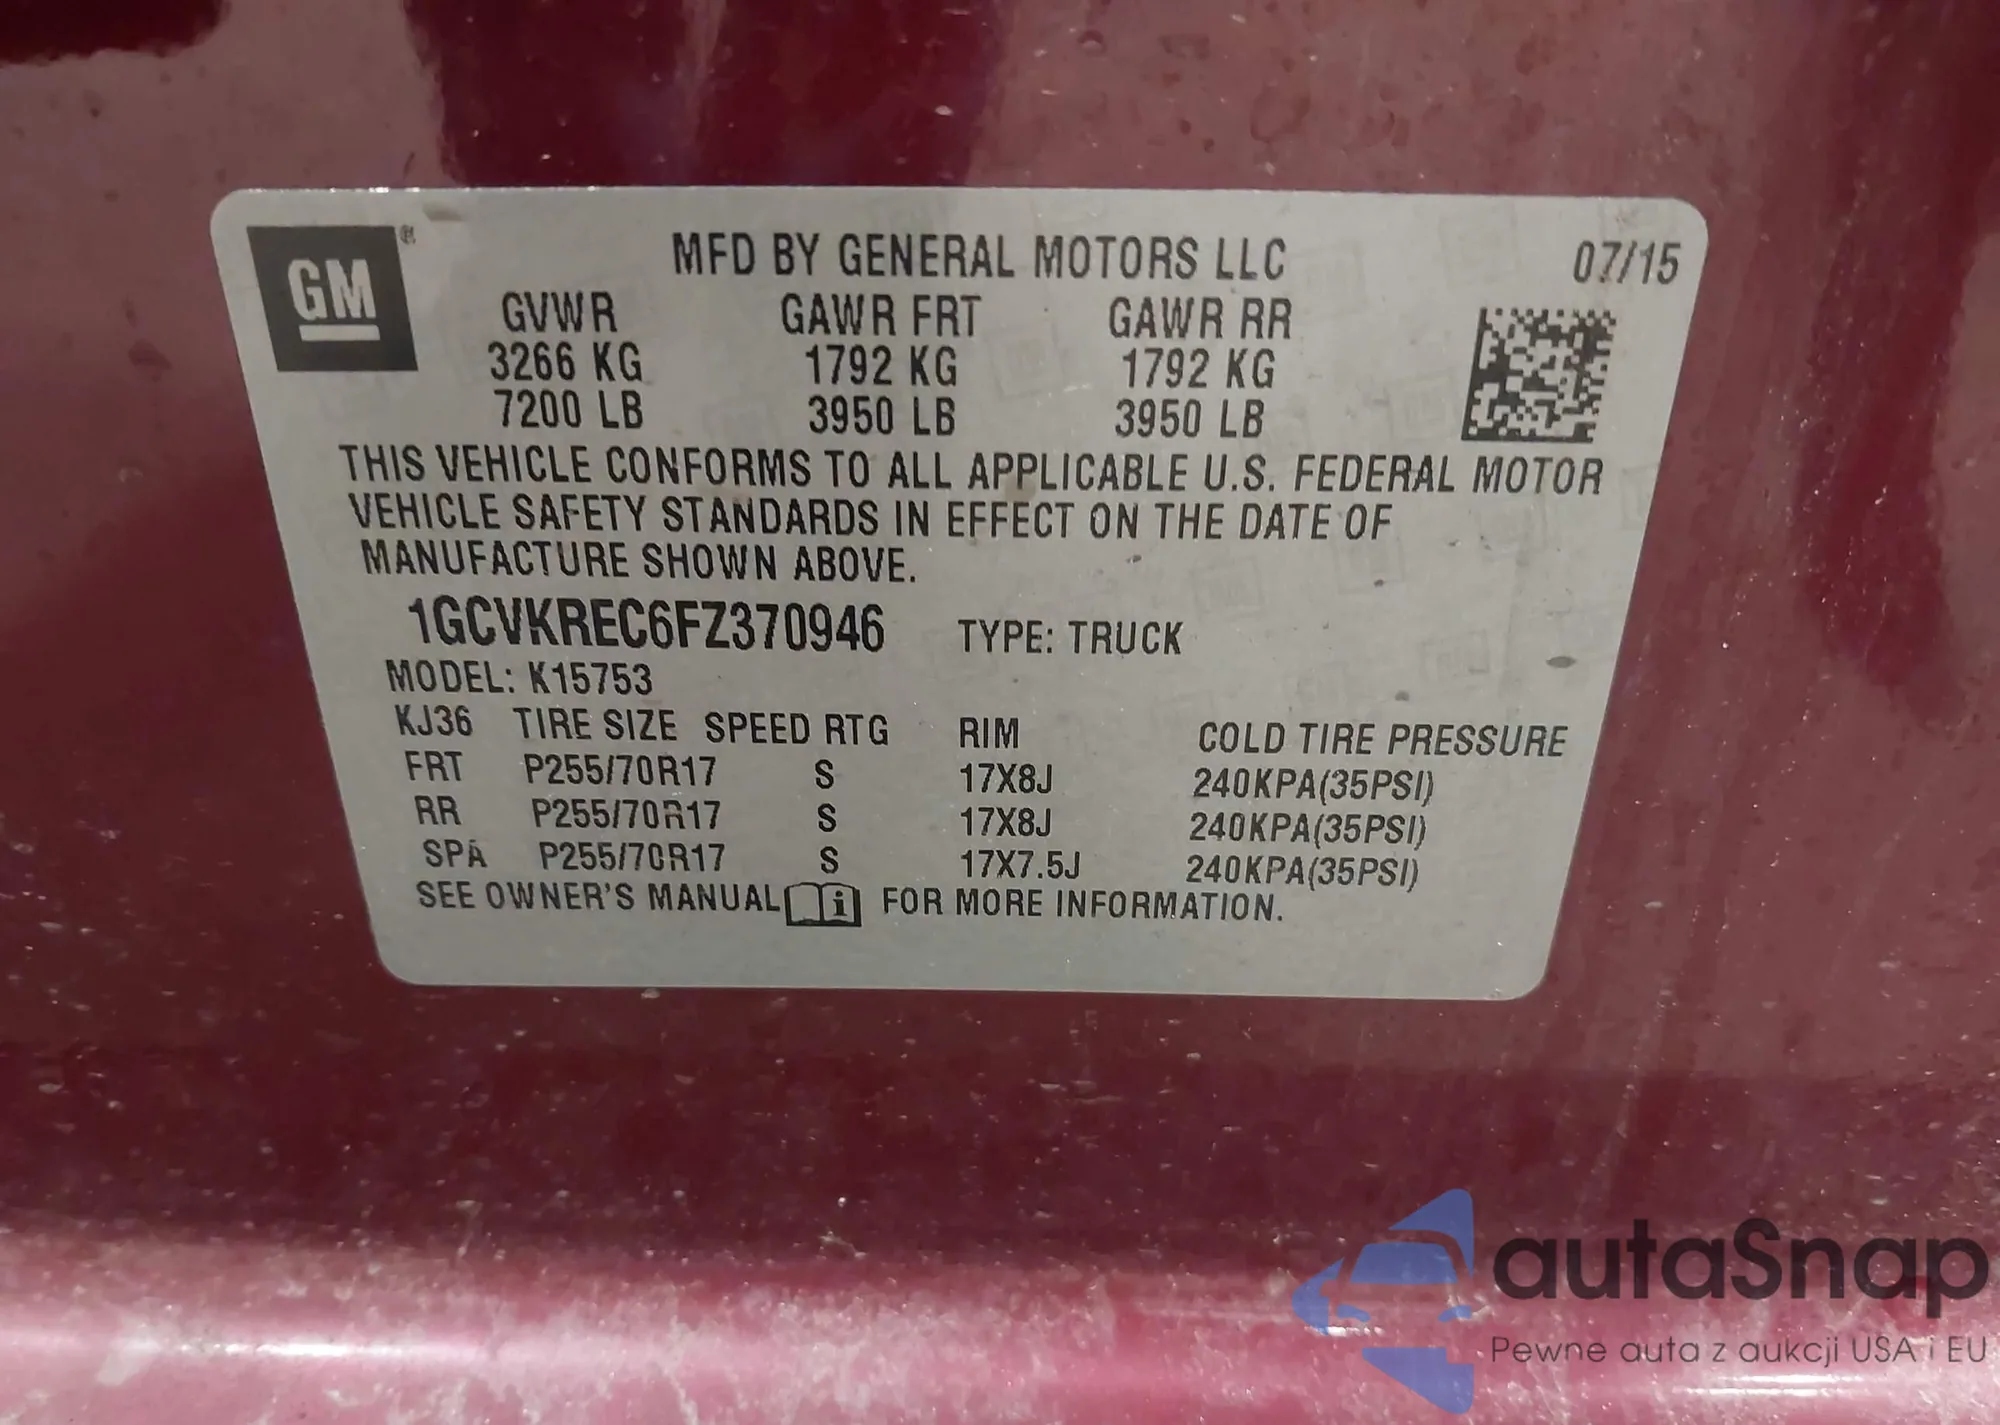 GM®
MFD BY GENERAL MOTORS LLC 07/15
GVWR GAWR FRT GAWR RR
3266 KG 1792 KG 1792 KG
7200 LB 3950 LB 3950 LB
THIS VEHICLE CONFORMS TO ALL APPLICABLE U.S. FEDERAL MOTOR
VEHICLE SAFETY STANDARDS IN EFFECT ON THE DATE OF
MANUFACTURE SHOWN ABOVE.
1GCVKREC6FZ370946 TYPE: TRUCK
MODEL: K15753
KJ36 TIRE SIZE SPEED RTG RIM COLD TIRE PRESSURE
FRT P255/70R17 S 17X8J 240KPA(35PSI)
RR P255/70R17 S 17X8J 240KPA(35PSI)
SPA P255/70R17 S 17X7.5J 240KPA(35PSI)
SEE OWNER'S MANUAL i FOR MORE INFORMATION.
autaSnap
Pewne auta z aukcji USA i EU